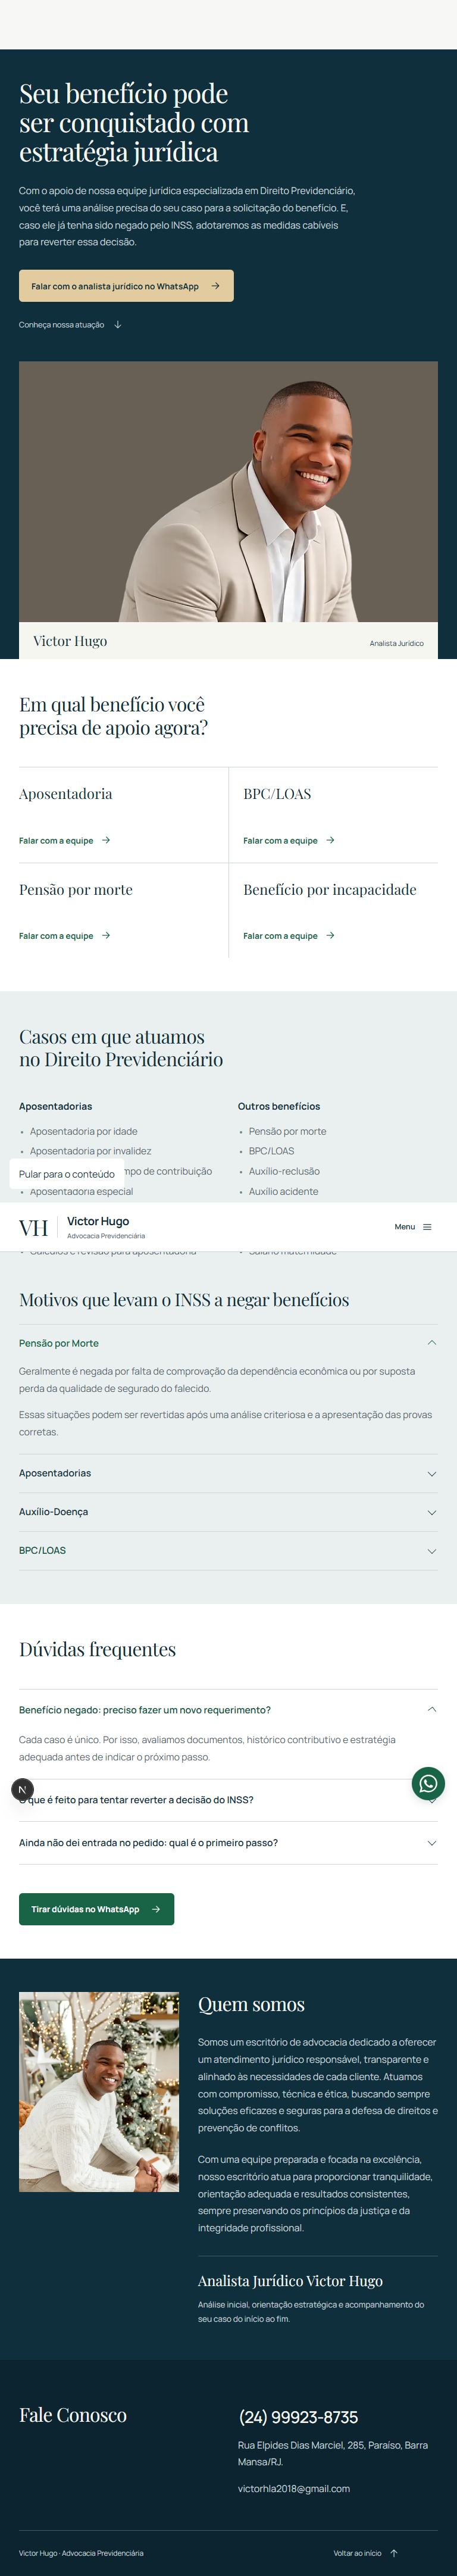 Seu benefício pode
ser conquistado com
estratégia jurídica
Com o apoio de nossa equipe jurídica especializada em Direito Previdenciário,
você terá uma análise precisa do seu caso para a solicitação do benefício. E,
caso ele já tenha sido negado pelo INSS, adotaremos as medidas cabíveis
para reverter essa decisão.
Falar com o analista jurídico no WhatsApp
Conheça nossa atuação
Victor Hugo
Analista Jurídico
Em qual benefício você
precisa de apoio agora?
Aposentadoria
Falar com a equipe
BPC/LOAS
Falar com a equipe
Pensão por morte
Falar com a equipe
Benefício por incapacidade
Falar com a equipe
Casos em que atuamos
no Direito Previdenciário
Aposentadorias
Aposentadoria por idade
Aposentadoria por invalidez
Pular para o conteúdo
de contribuição
Aposentadoria especial
Outros benefícios
Pensão por morte
BPC/LOAS
Auxílio-reclusão
Auxílio acidente
VH
Victor Hugo
Advocacia Previdenciária
Menu
Motivos que levam o INSS a negar benefícios
Pensão por Morte
Geralmente é negada por falta de comprovação da dependência econômica ou por suposta
perda da qualidade de segurado do falecido.
Essas situações podem ser revertidas após uma análise criteriosa e a apresentação das provas
corretas.
Aposentadorias
Auxílio-Doença
BPC/LOAS
Dúvidas frequentes
Benefício negado: preciso fazer um novo requerimento?
Cada caso é único. Por isso, avaliamos documentos, histórico contributivo e estratégia
adequada antes de indicar o próximo passo.
N
que é feito para tentar reverter a decisão do INSS?
Ainda não dei entrada no pedido: qual é o primeiro passo?
Tirar dúvidas no WhatsApp
Quem somos
Somos um escritório de advocacia dedicado a oferecer
um atendimento jurídico responsável, transparente e
alinhado às necessidades de cada cliente. Atuamos
com compromisso, técnica e ética, buscando sempre
soluções eficazes e seguras para a defesa de direitos e
prevenção de conflitos.
Com uma equipe preparada e focada na excelência,
nosso escritório atua para proporcionar tranquilidade,
orientação adequada e resultados consistentes,
sempre preservando os princípios da justiça e da
integridade profissional.
Analista Jurídico Victor Hugo
Análise inicial, orientação estratégica e acompanhamento do
seu caso do início ao fim.
Fale Conosco
(24) 99923-8735
Rua Elpides Dias Marciel, 285, Paraíso, Barra
Mansa/RJ.
victorhla2018@gmail.com
Victor Hugo · Advocacia Previdenciária
Voltar ao início